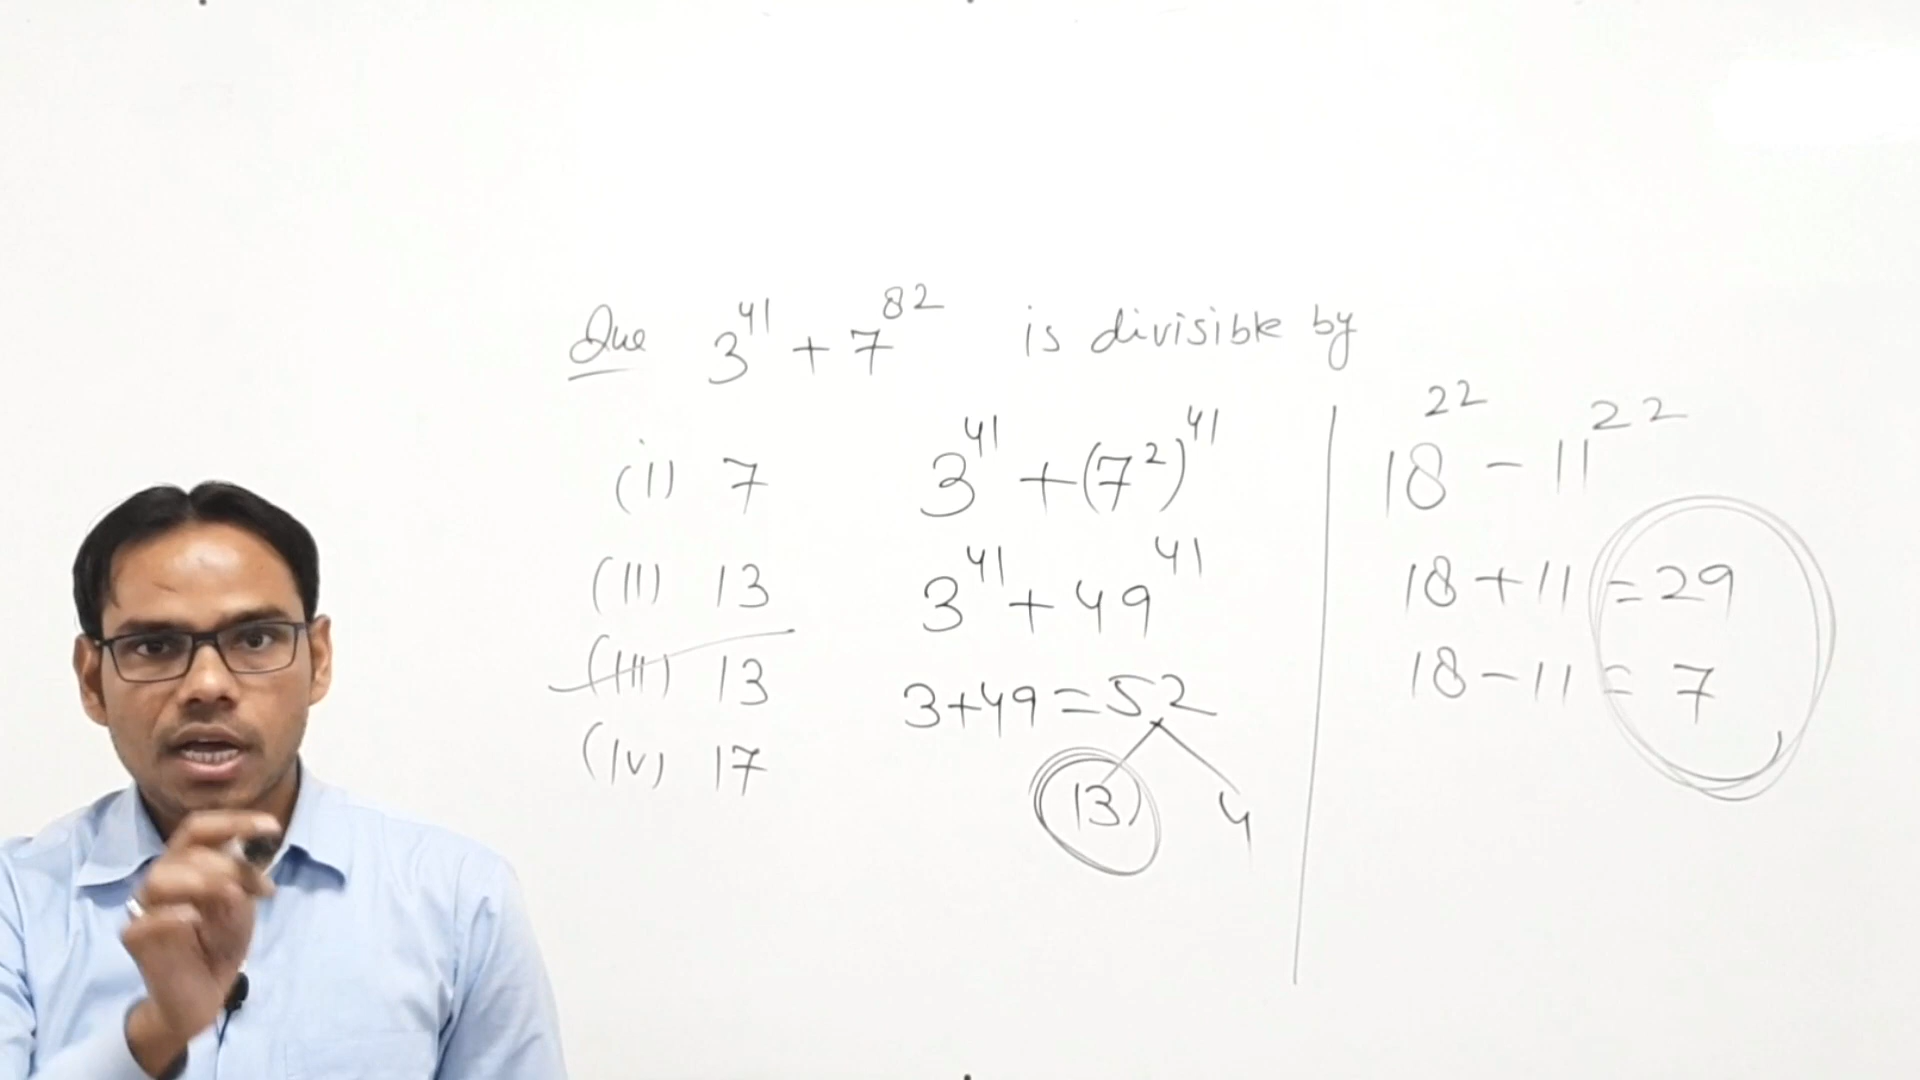 Que 3^41 + 7^82 is divisible by
(I) 7
(II) 13
(III) 13
(IV) 17
3^41 + (7^2)^41
3^41 + 49^41
3+49=52
13 4
18^22 - 11^22
18+11=29
18-11=7